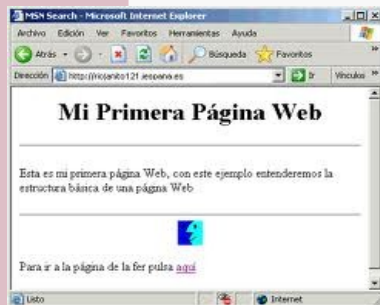 MSN Search - Microsoft Internet Explorer
Archivo Edición Ver Favoritos Herramientas Ayuda
Atrás Búsqueda Favoritos
Dirección Ir Vínculos
Mi Primera Página Web
Esta es mi primera página Web, con este ejemplo entenderemos la
estructura básica de una página Web
Para ir a la página de la fer pulsa aquí
Listo Internet